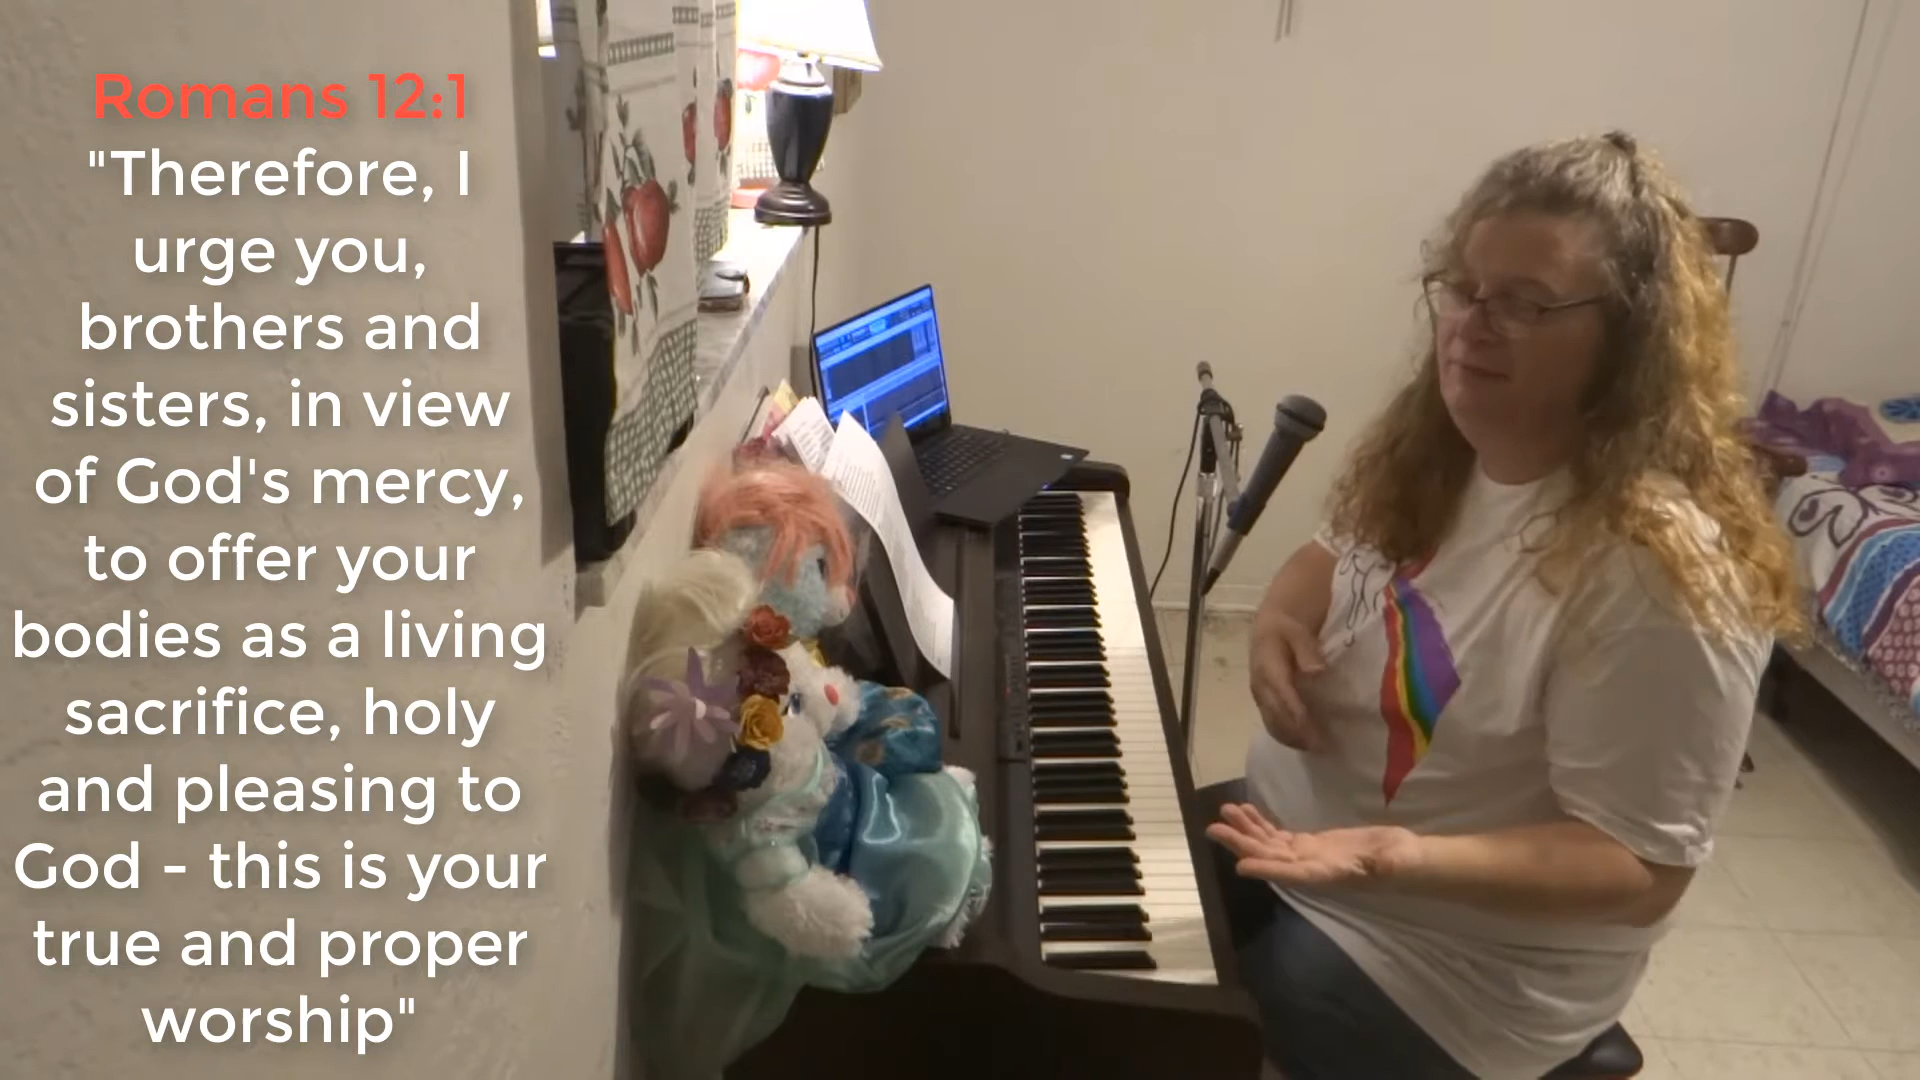 Romans 12:1
"Therefore, I
urge you,
brothers and
sisters, in view
of God's mercy,
to offer your
bodies as a living
sacrifice, holy
and pleasing to
God - this is your
true and proper
worship"